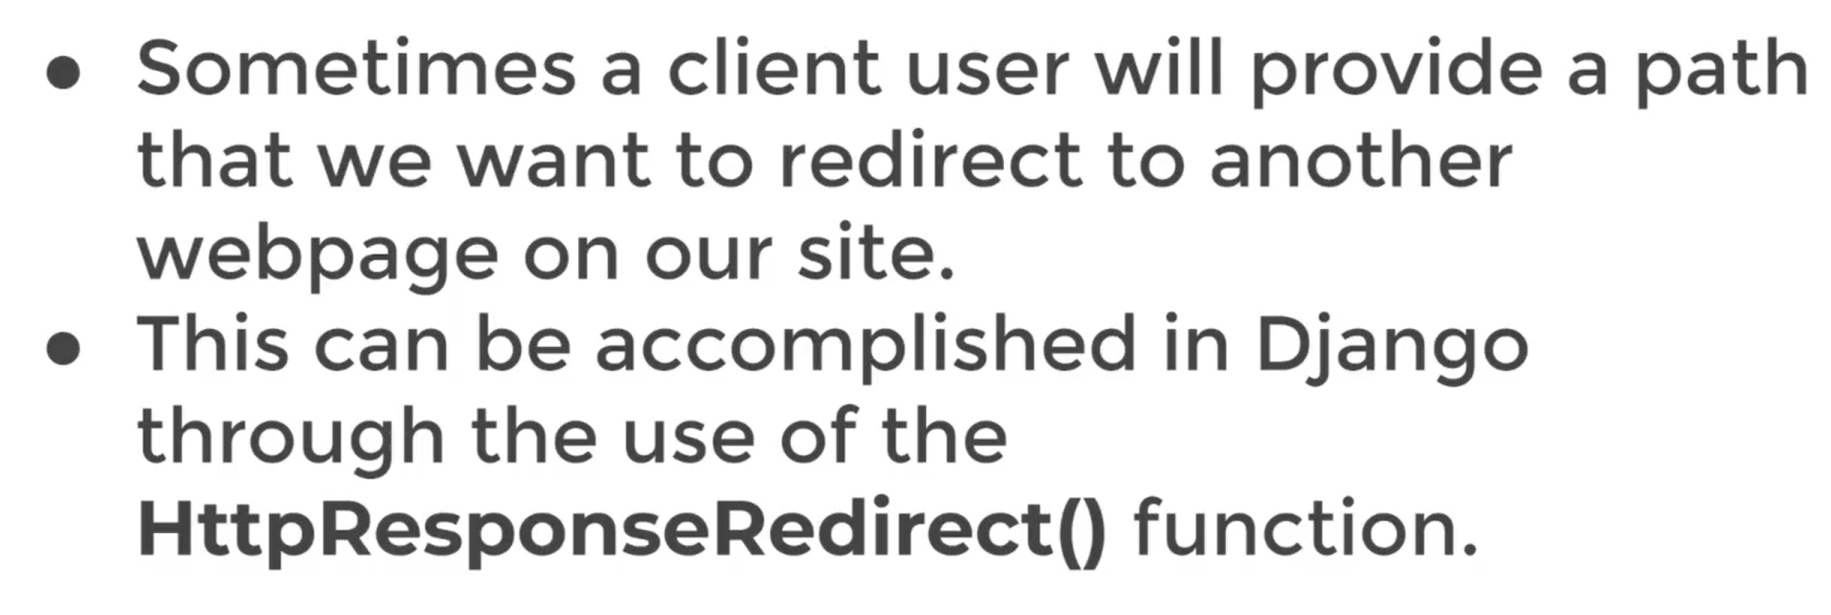 ● Sometimes a client user will provide a path
that we want to redirect to another
webpage on our site.
● This can be accomplished in Django
through the use of the
HttpResponseRedirect() function.